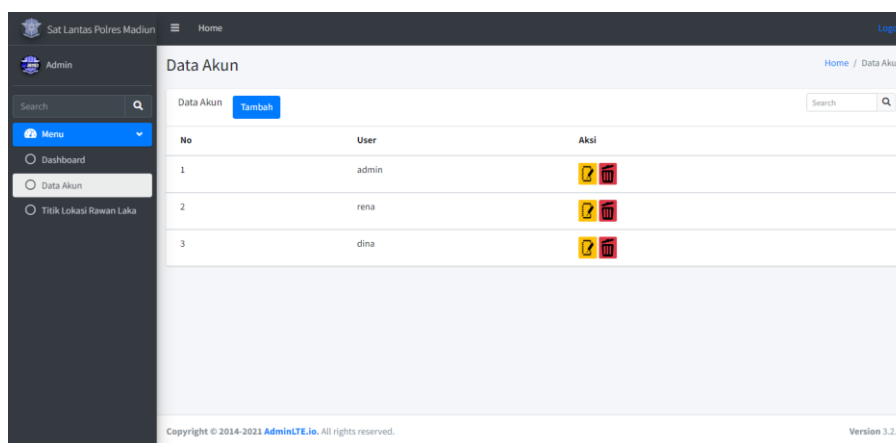 Sat Lantas Polres Madiun
Home
Logo
Admin
Data Akun
Home / Data Aku
Search
Data Akun
Tambah
Search
Menu
No User Aksi
Dashboard
1 admin
Data Akun
2 rena
Titik Lokasi Rawan Laka
3 dina
Copyright © 2014-2021 AdminLTE.io. All rights reserved.
Version 3.2.